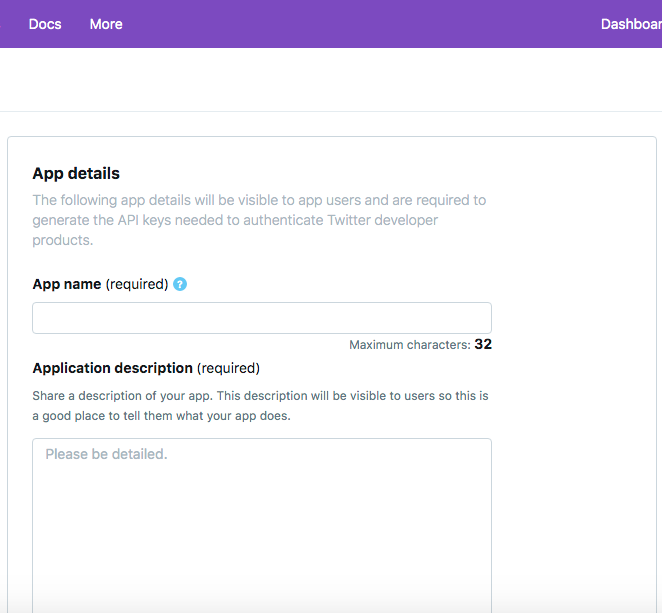 Docs More Dashboar
App details
The following app details will be visible to app users and are required to
generate the API keys needed to authenticate Twitter developer
products.
App name (required) ?
Maximum characters: 32
Application description (required)
Share a description of your app. This description will be visible to users so this is
a good place to tell them what your app does.
Please be detailed.